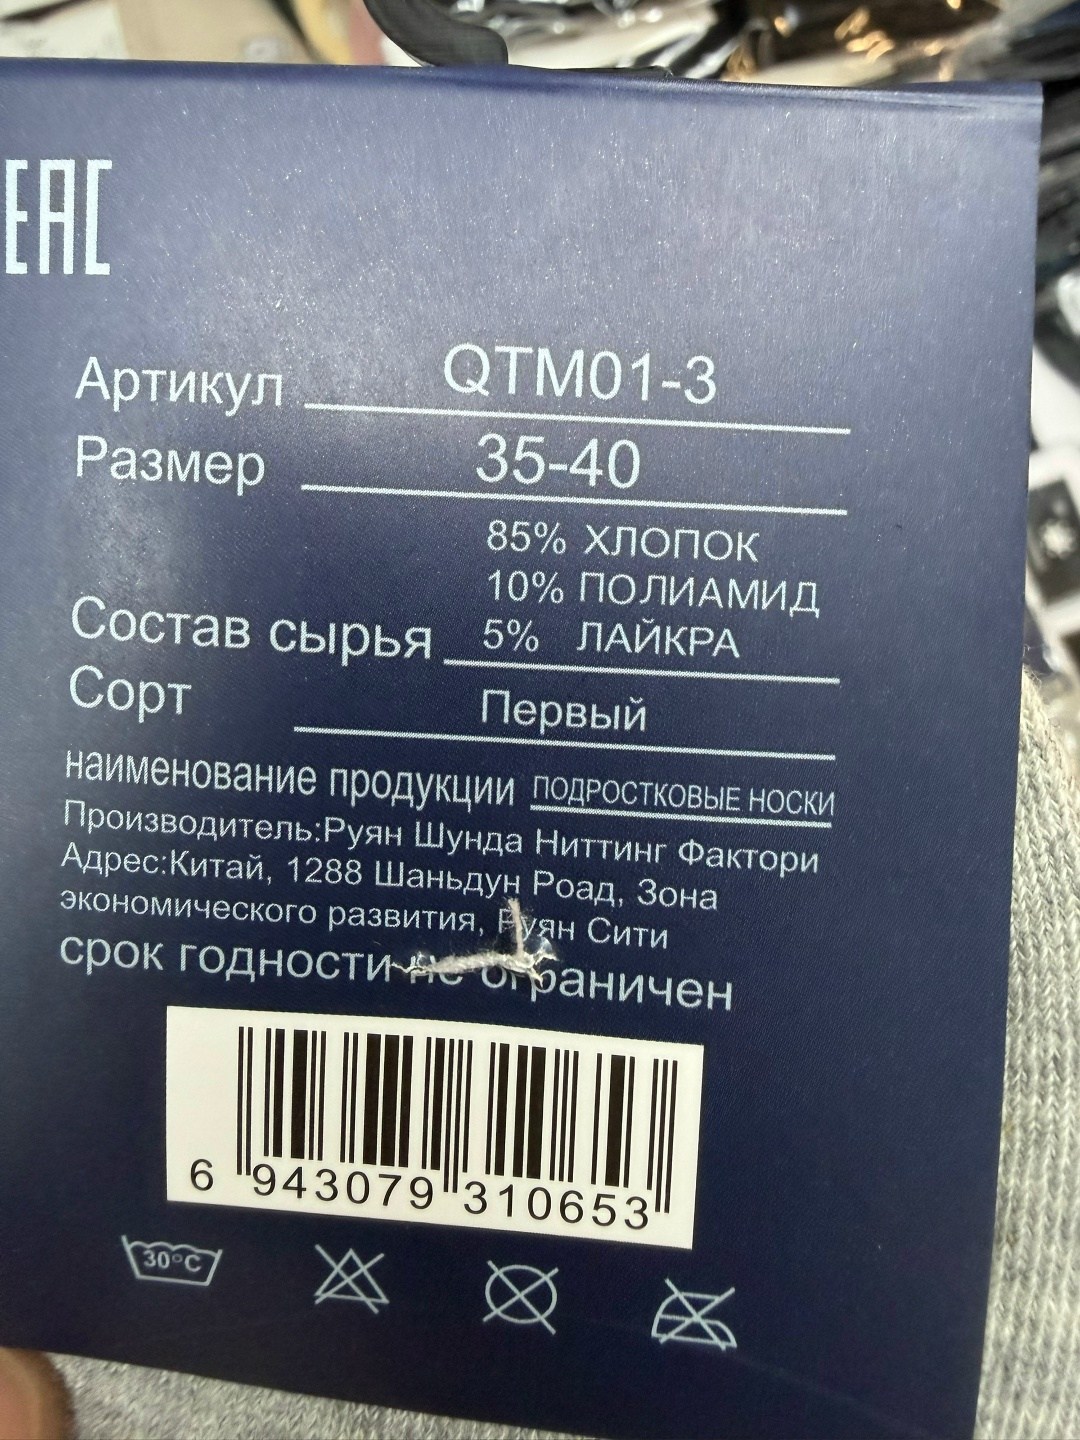 EAC
Артикул QTM01-3
Размер 35-40
85% ХЛОПОК
10% ПОЛИАМИД
Состав сырья 5% ЛАЙКРА
Сорт Первый
наименование продукции ПОДРОСТКОВЫЕ НОСКИ
Производитель:Руян Шунда Ниттинг Фактори
Адрес:Китай, 1288 Шаньдун Роад, Зона
экономического развития, Руян Сити
срок годности не ограничен
6 943079 310653
30°C